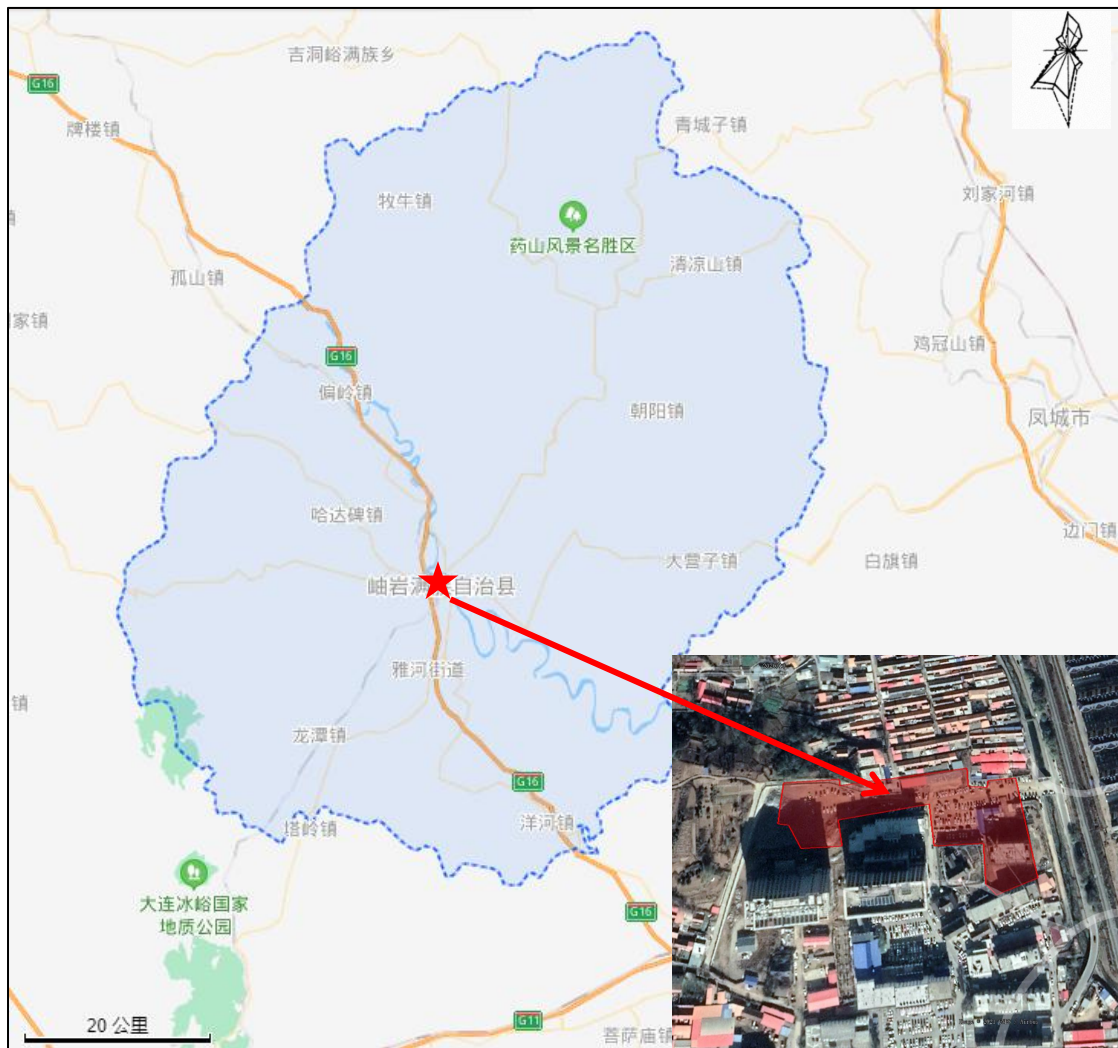 吉洞峪满族乡
G16
青城子镇
牌楼镇
刘家河镇
牧牛镇
药山风景名胜区
清凉山镇
孤山镇
家镇
鸡冠山镇
G16
偏岭镇
朝阳镇
凤城市
哈达碑镇
边门镇
大营子镇
白旗镇
岫岩满族自治县
雅河街道
镇
龙潭镇
G16
洋河镇
塔岭镇
大连冰峪国家
地质公园
G16
20 公里
G11
菩萨庙镇